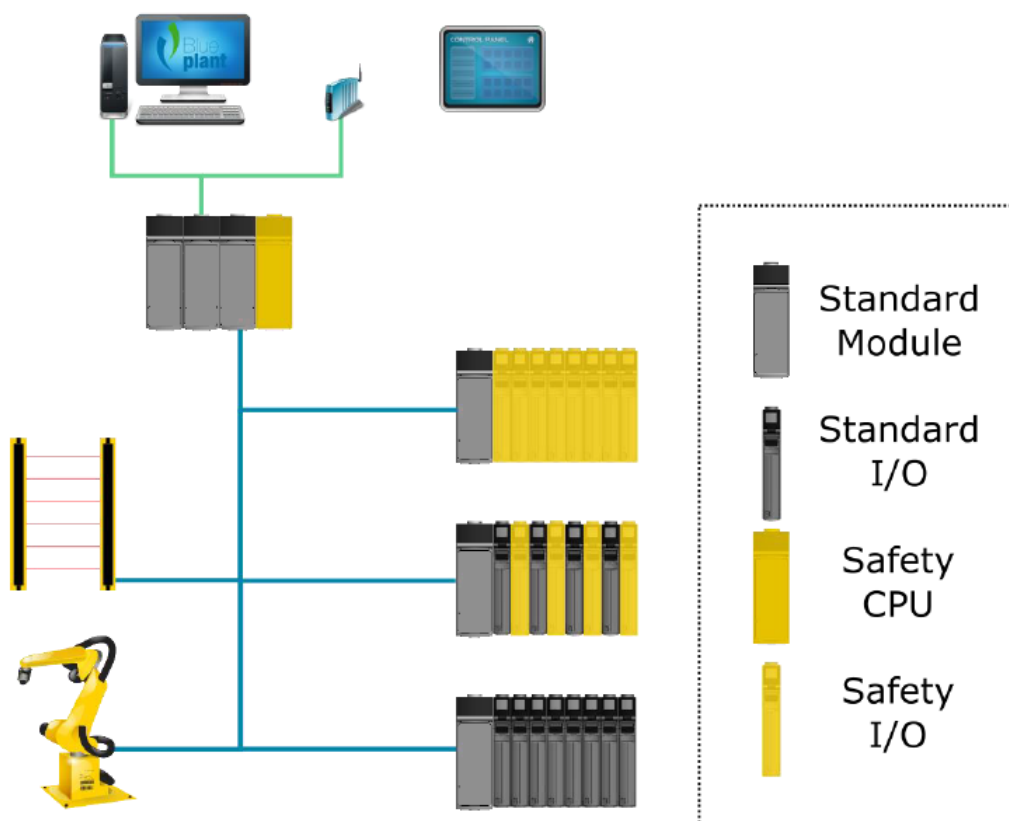 Blue
plant
CONTROL PANEL
Standard
Module
Standard
I/O
Safety
CPU
Safety
I/O